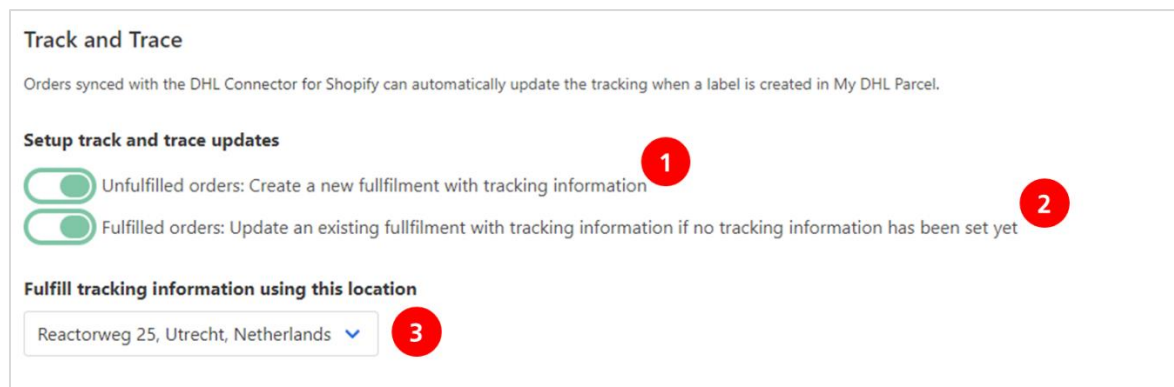 Track and Trace
Orders synced with the DHL Connector for Shopify can automatically update the tracking when a label is created in My DHL Parcel.
Setup track and trace updates
1
Unfulfilled orders: Create a new fullfilment with tracking information
2
Fulfilled orders: Update an existing fullfilment with tracking information if no tracking information has been set yet
Fulfill tracking information using this location
Reactorweg 25, Utrecht, Netherlands
3